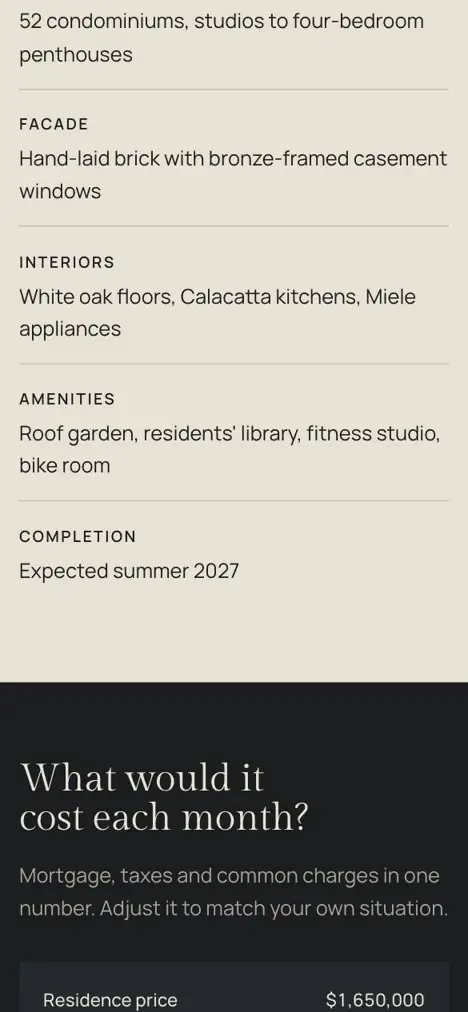 52 condominiums, studios to four-bedroom
penthouses
FACADE
Hand-laid brick with bronze-framed casement
windows
INTERIORS
White oak floors, Calacatta kitchens, Miele
appliances
AMENITIES
Roof garden, residents' library, fitness studio,
bike room
COMPLETION
Expected summer 2027
What would it
cost each month?
Mortgage, taxes and common charges in one
number. Adjust it to match your own situation.
Residence price $1,650,000